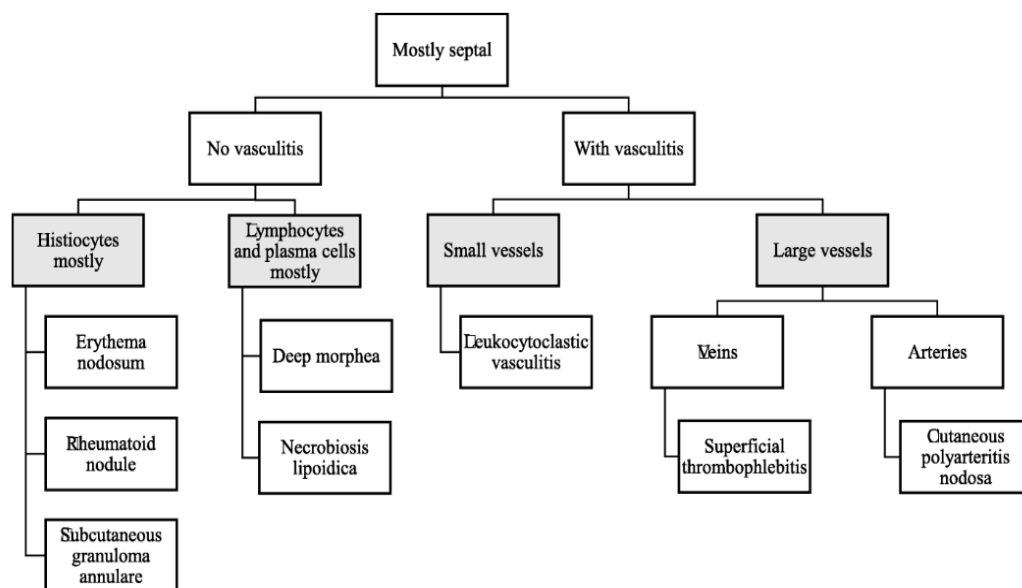 Mostly septal
No vasculitis
With vasculitis
Histiocytes
mostly
Lymphocytes
and plasma cells
mostly
Small vessels
Large vessels
Erythema
nodosum
Deep morphea
Leukocytoclastic
vasculitis
Veins
Arteries
Rheumatoid
nodule
Necrobiosis
lipoidica
Superficial
thrombophlebitis
Cutaneous
polyarteritis
nodosa
Subcutaneous
granuloma
annulare